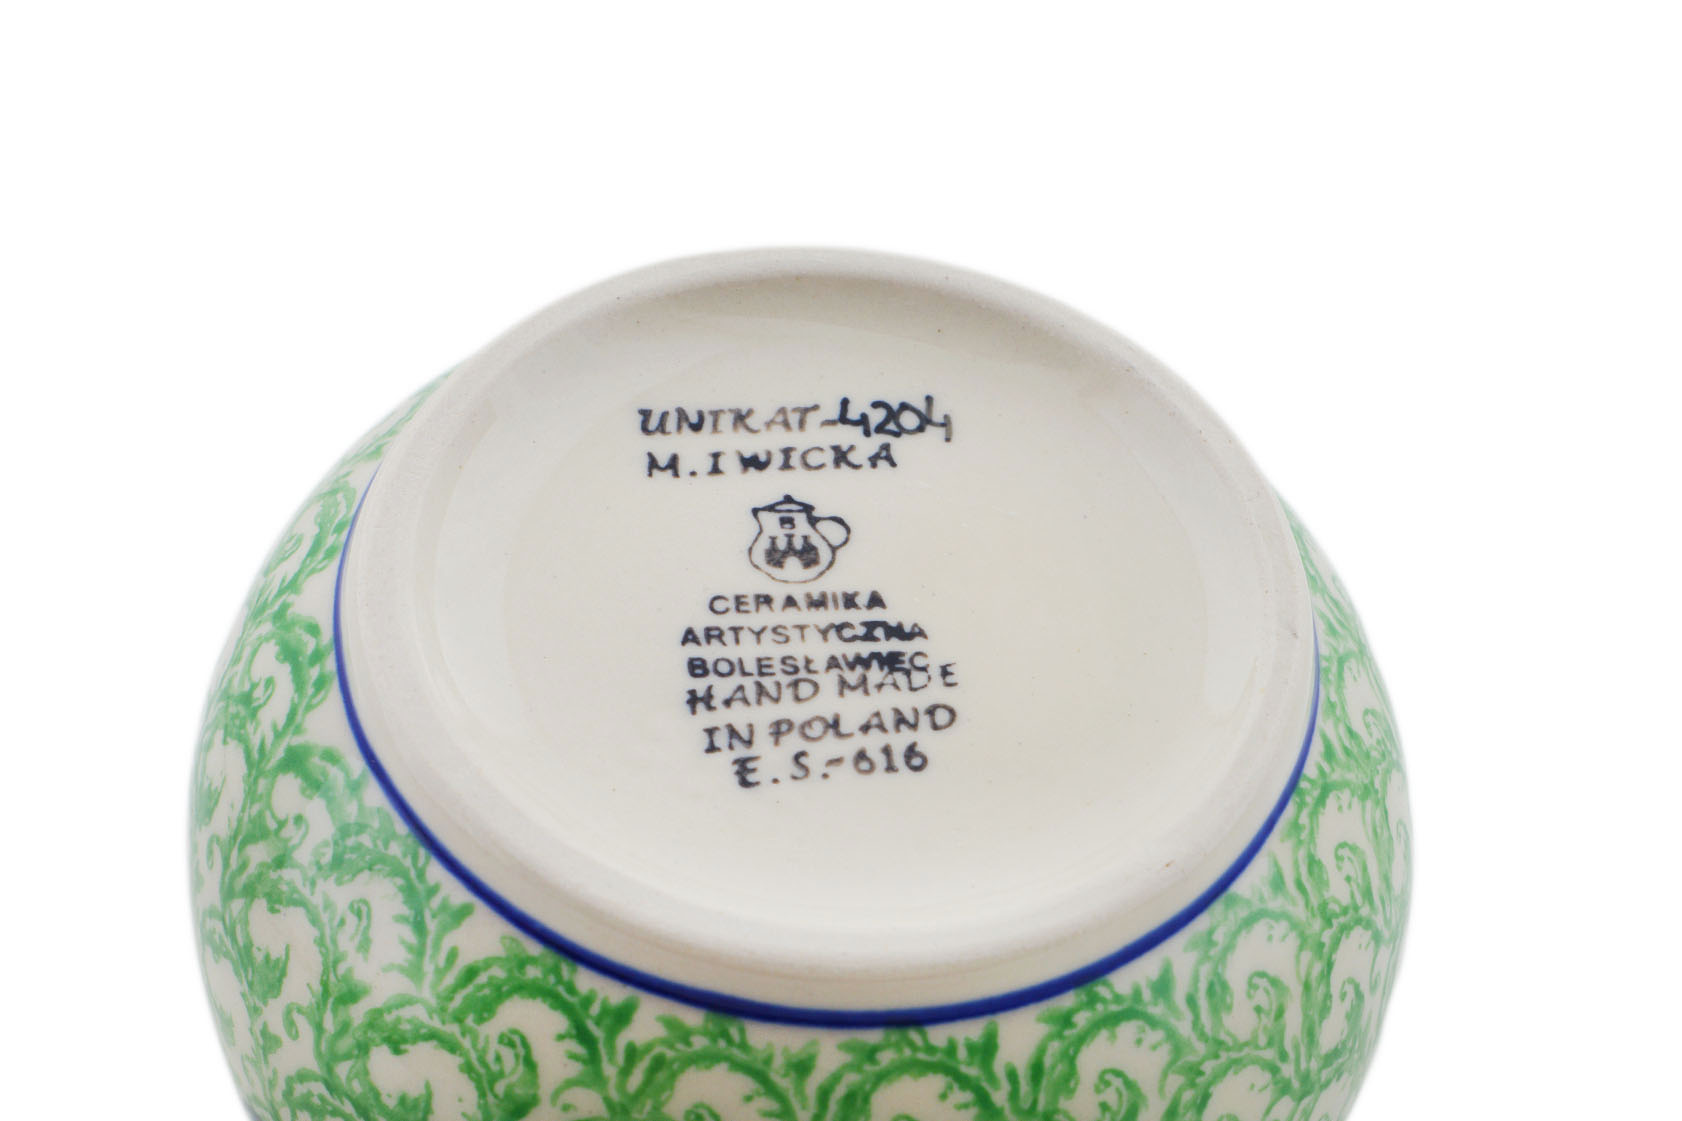 UNIKAT-4204
M. IWICKA
B
CERAMIKA
ARTYSTYCZNA
BOLESŁAWIEC
HAND MADE
IN POLAND
E.S.-616